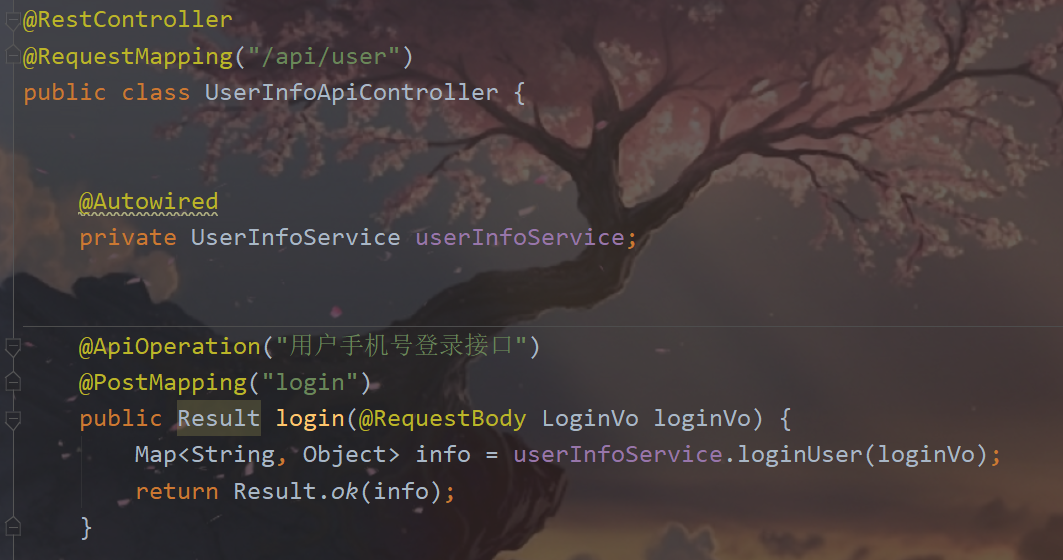 @RestController
@RequestMapping("/api/user")
public class UserInfoApiController {
@Autowired
private UserInfoService userInfoService;
@ApiOperation("用户手机号登录接口")
@PostMapping("login")
public Result login(@RequestBody LoginVo loginVo) {
Map<String, Object> info = userInfoService.loginUser(loginVo);
return Result.ok(info);
}